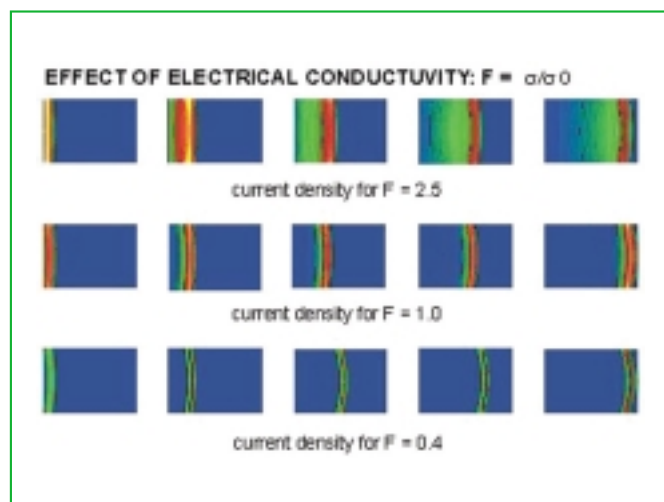 EFFECT OF ELECTRICAL CONDUCTUVITY: F = σ/σ 0
current density for F = 2.5
current density for F = 1.0
current density for F = 0.4